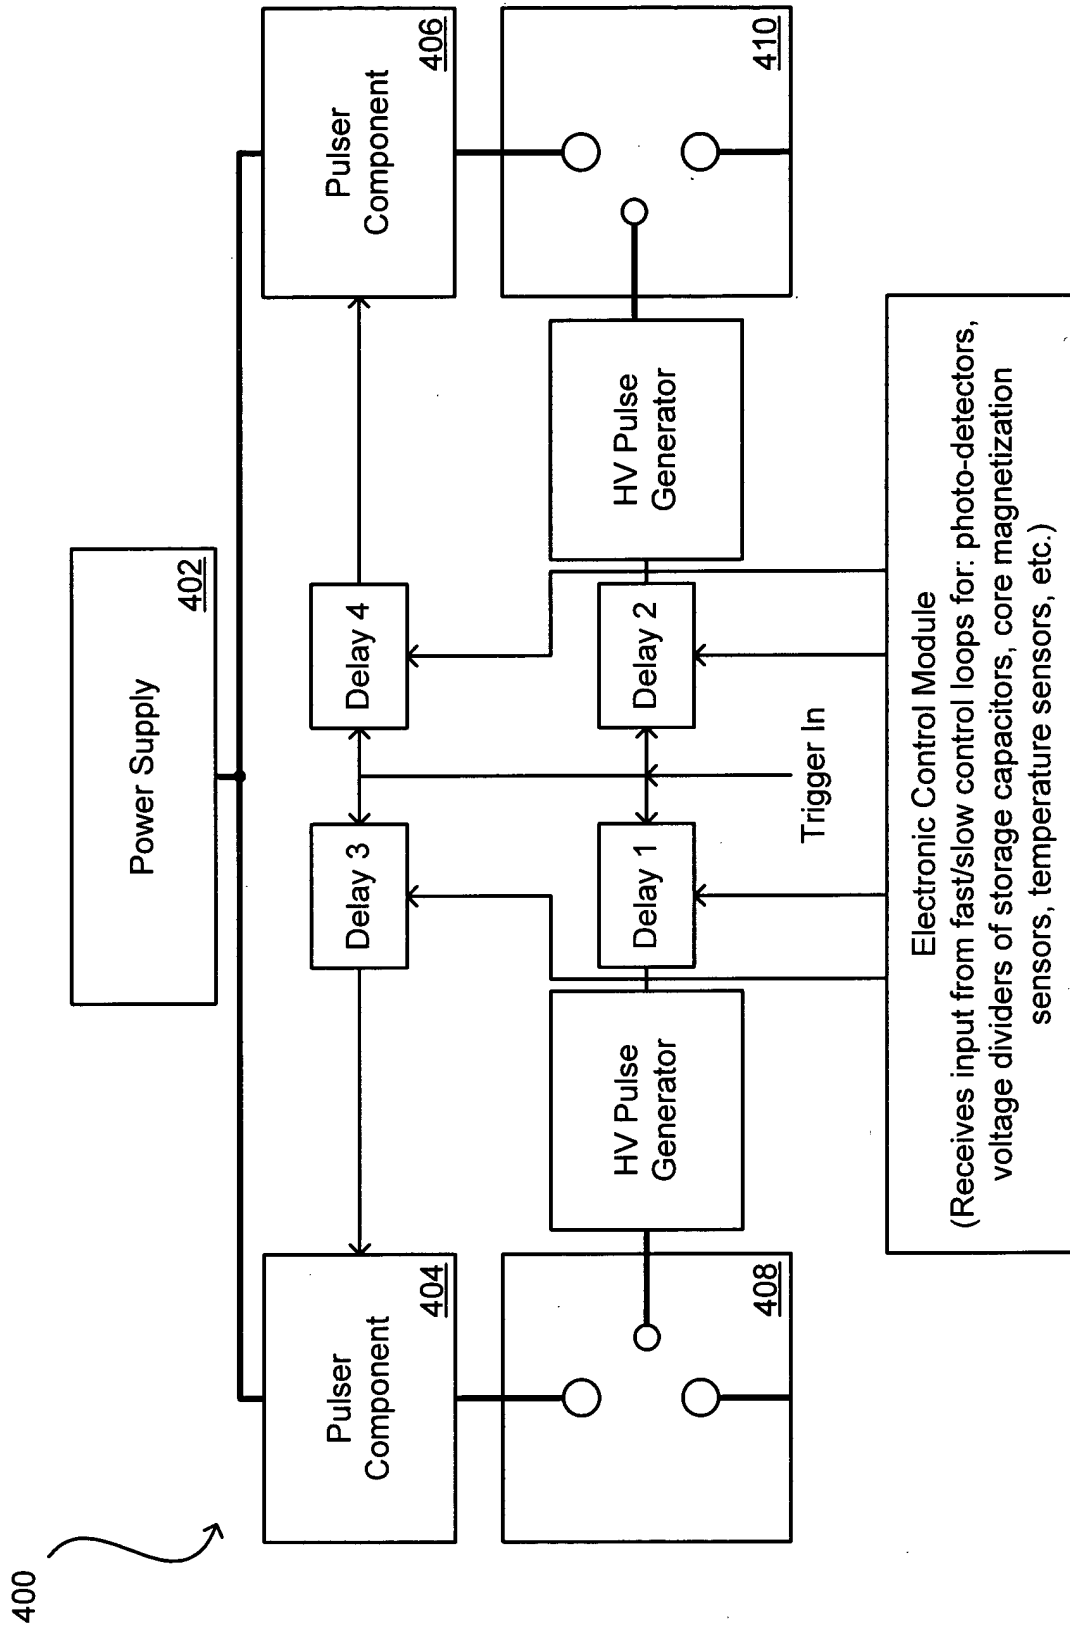 400
Power Supply
402
Pulser
Component
404
Delay 3
Delay 4
Pulser
Component
406
408
HV Pulse
Generator
Delay 1
Delay 2
HV Pulse
Generator
410
Trigger In
Electronic Control Module
(Receives input from fast/slow control loops for: photo-detectors,
voltage dividers of storage capacitors, core magnetization
sensors, temperature sensors, etc.)